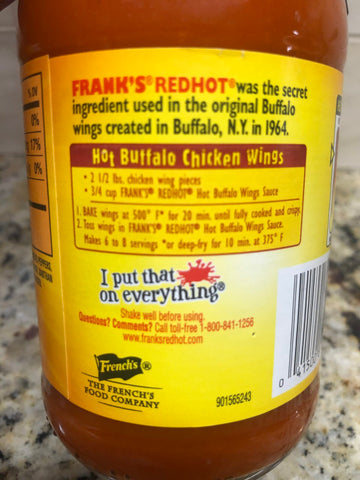 FRANK'S® REDHOT® was the secret
ingredient used in the original Buffalo
wings created in Buffalo, N.Y. in 1964.
Hot Buffalo Chicken Wings
• 2 1/2 lbs. chicken wing pieces
• 3/4 cup FRANK'S® REDHOT® Hot Buffalo Wings Sauce
1. BAKE wings at 500° F* for 20 min. until fully cooked and crispy.
2. Toss wings in FRANK'S® REDHOT® Hot Buffalo Wings Sauce.
Makes 6 to 8 servings *or deep-fry for 10 min. at 375° F
I put that
on everything®
Shake well before using.
Questions? Comments? Call toll-free 1-800-841-1256
www.franksredhot.com
French's®
THE FRENCH'S
FOOD COMPANY
901565243
% DV
0%
17%
0%